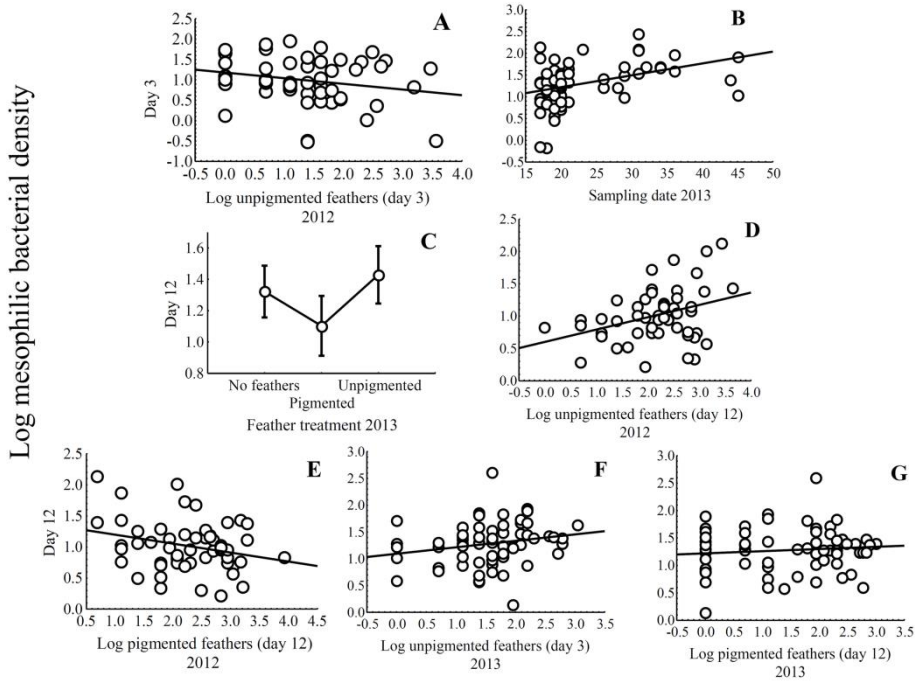 Log mesophilic bacterial density
A
Day 3
2.5
2.0
1.5
1.0
0.5
0.0
-0.5
-1.0
-0.5 0.0 0.5 1.0 1.5 2.0 2.5 3.0 3.5 4.0
Log unpigmented feathers (day 3)
2012
B
3.0
2.5
2.0
1.5
1.0
0.5
0.0
-0.5
15 20 25 30 35 40 45 50
Sampling date 2013
C
Day 12
1.6
1.4
1.2
1.0
0.8
No feathers Unpigmented
Pigmented
Feather treatment 2013
D
2.5
2.0
1.5
1.0
0.5
0.0
-0.5 0.0 0.5 1.0 1.5 2.0 2.5 3.0 3.5 4.0
Log unpigmented feathers (day 12)
2012
E
Day 12
2.5
2.0
1.5
1.0
0.5
0.0
0.5 1.0 1.5 2.0 2.5 3.0 3.5 4.0 4.5
Log pigmented feathers (day 12)
2012
F
3.0
2.5
2.0
1.5
1.0
0.5
0.0
-0.5 0.0 0.5 1.0 1.5 2.0 2.5 3.0 3.5
Log unpigmented feathers (day 3)
2013
G
3.0
2.5
2.0
1.5
1.0
0.5
0.0
-0.5 0.0 0.5 1.0 1.5 2.0 2.5 3.0 3.5
Log pigmented feathers (day 12)
2013